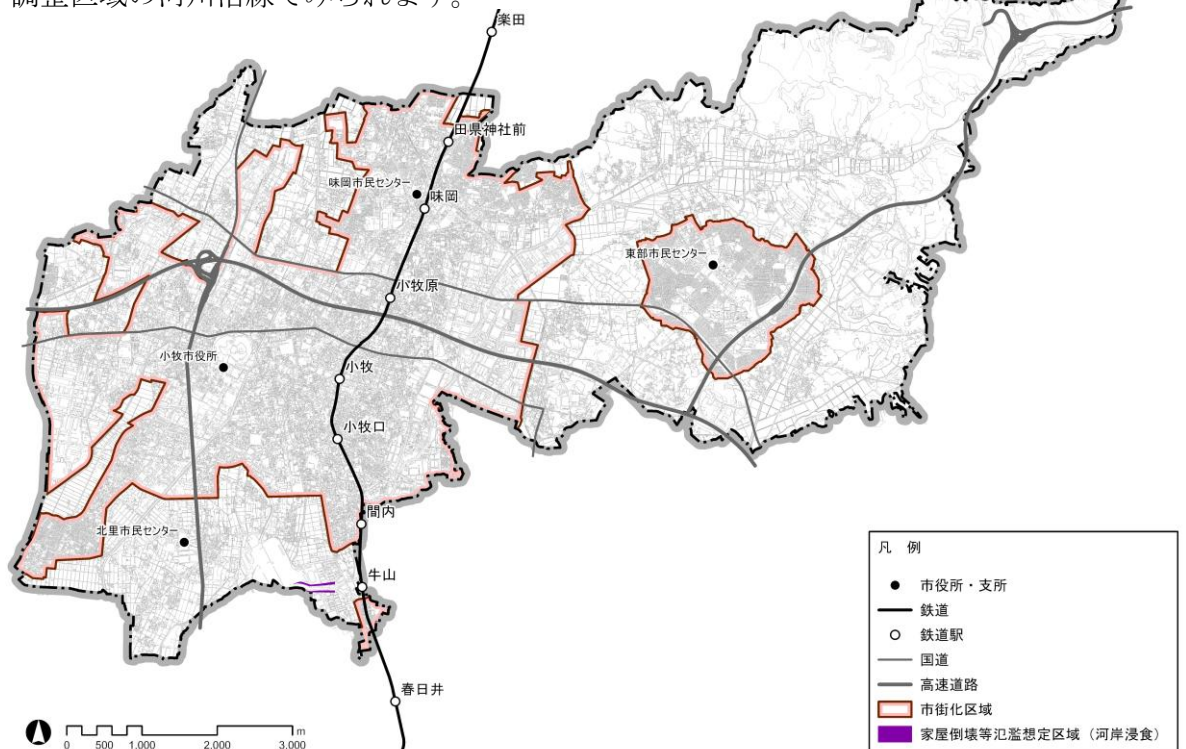 調整区域の河川沿線でみられます。
楽田
田県神社前
味岡市民センター
味岡
東部市民センター
小牧原
小牧市役所
小牧
小牧口
間内
北里市民センター
牛山
春日井
凡 例
市役所・支所
鉄道
鉄道駅
国道
高速道路
市街化区域
家屋倒壊等氾濫想定区域（河岸浸食）
0 500 1,000 2,000 3,000 m